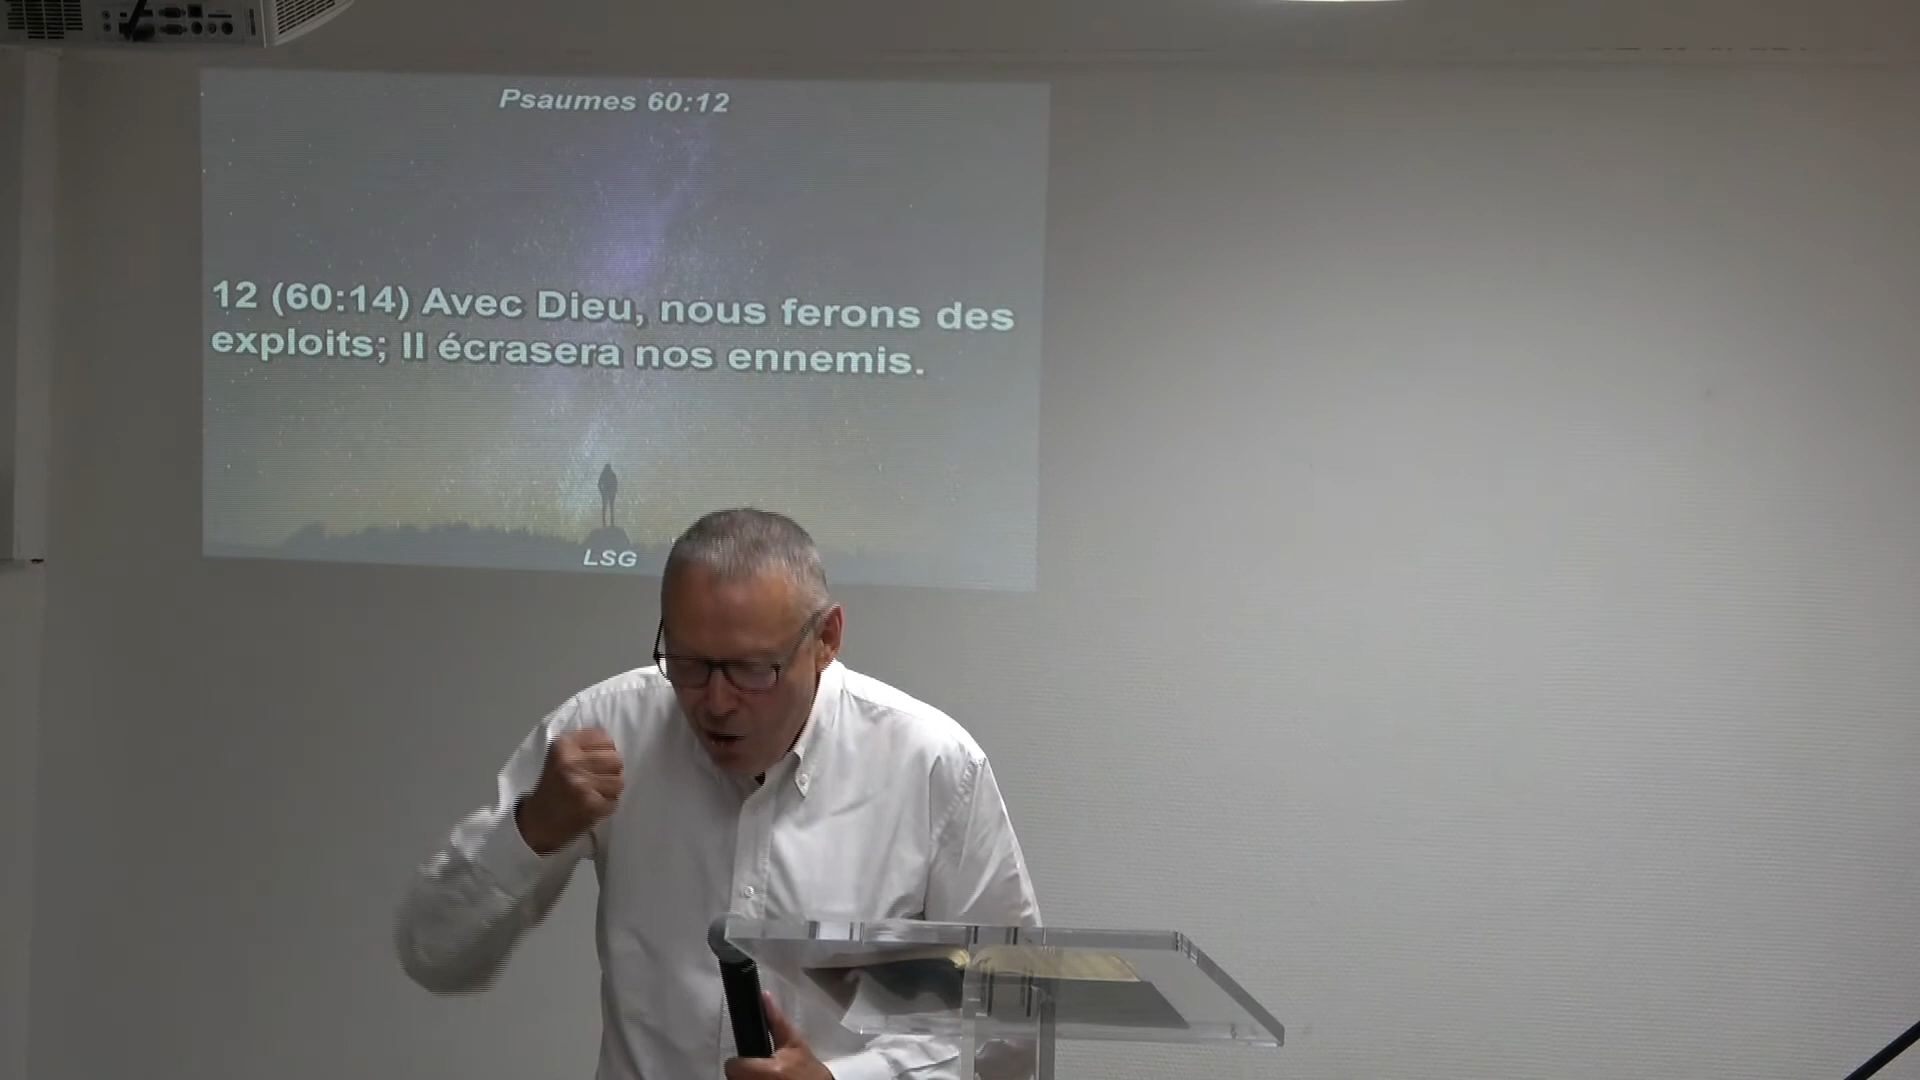 Psaumes 60:12
12 (60:14) Avec Dieu, nous ferons des
exploits; Il écrasera nos ennemis.
LSG